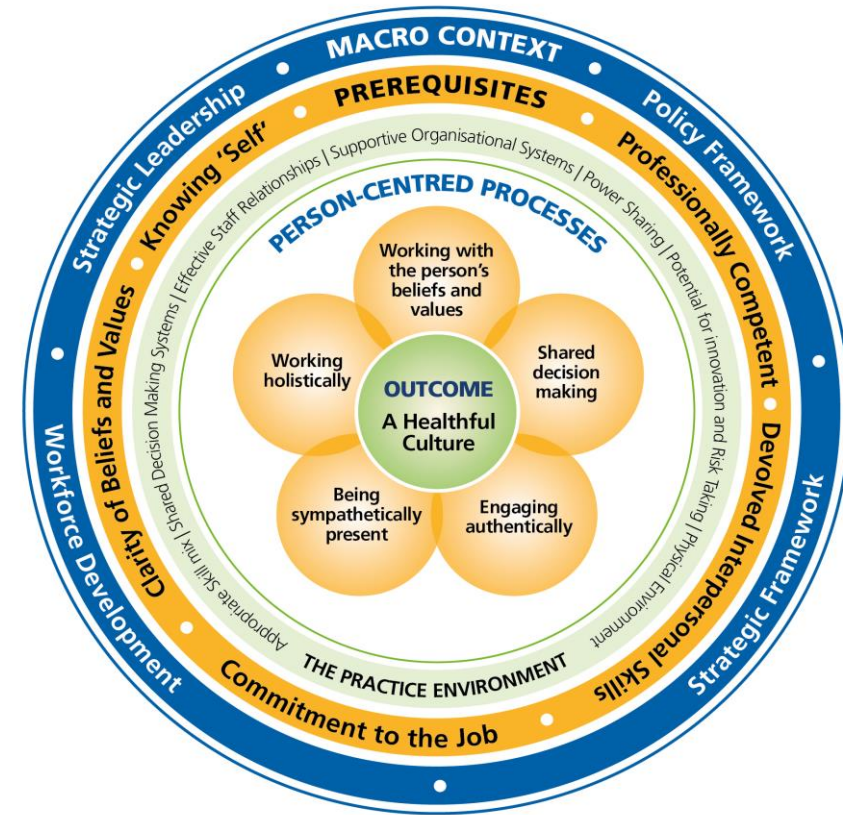 MACRO CONTEXT
Policy Framework
Strategic Framework
Workforce Development
Strategic Leadership
PREREQUISITES
Professionally Competent
Devolved Interpersonal Skills
Commitment to the Job
Clarity of Beliefs and Values
Knowing 'Self'
Appropriate Skill mix | Shared Decision Making Systems | Effective Staff Relationships | Supportive Organisational Systems | Power Sharing | Potential for innovation and Risk Taking | Physical Environment
THE PRACTICE ENVIRONMENT
PERSON-CENTRED PROCESSES
Working with
the person's
beliefs and
values
Shared
decision
making
Engaging
authentically
Being
sympathetically
present
Working
holistically
OUTCOME
A Healthful
Culture